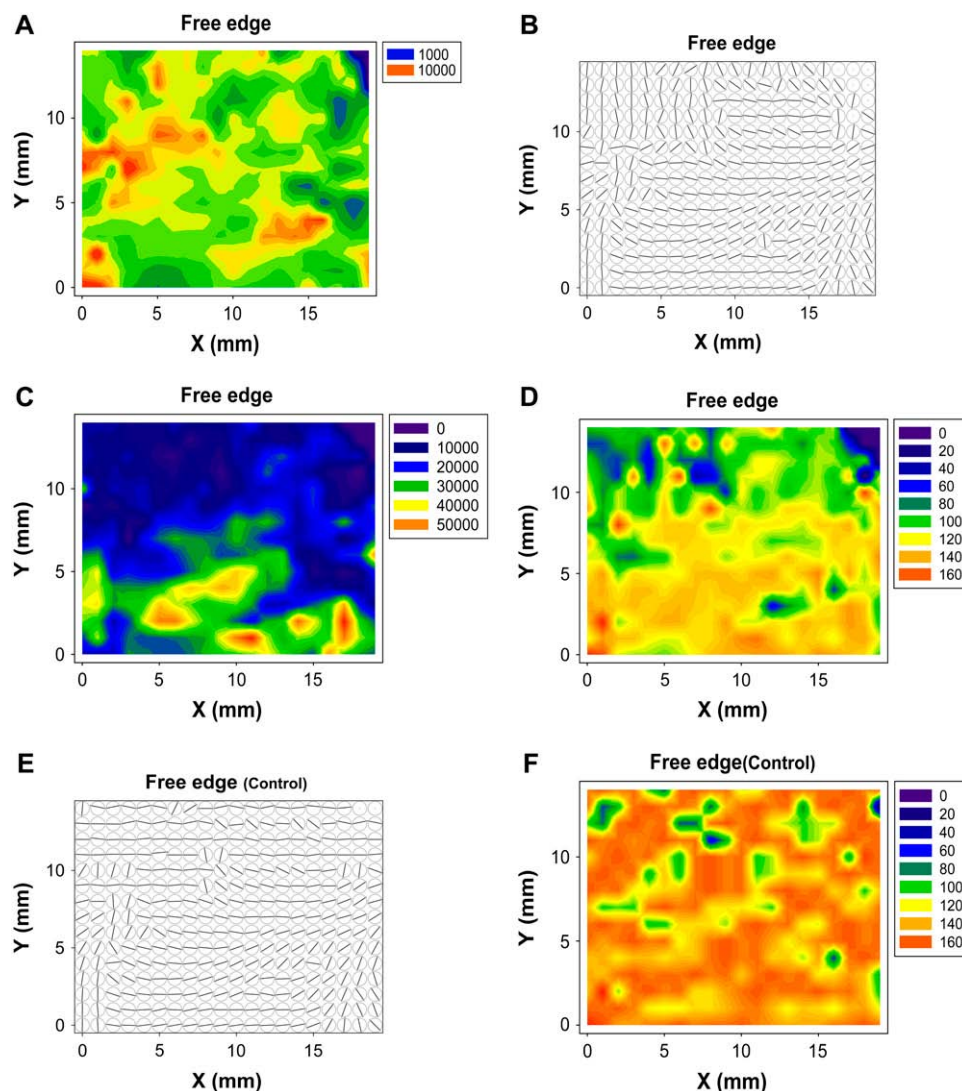 A
Free edge
1000
10000
Y (mm)
10
5
0
0 5 10 15
X (mm)
B
Free edge
Y (mm)
10
5
0
0 5 10 15
X (mm)
C
Free edge
0
10000
20000
30000
40000
50000
Y (mm)
10
5
0
0 5 10 15
X (mm)
D
Free edge
0
20
40
60
80
100
120
140
160
Y (mm)
10
5
0
0 5 10 15
X (mm)
E
Free edge (Control)
Y (mm)
10
5
0
0 5 10 15
X (mm)
F
Free edge(Control)
0
20
40
60
80
100
120
140
160
Y (mm)
10
5
0
0 5 10 15
X (mm)